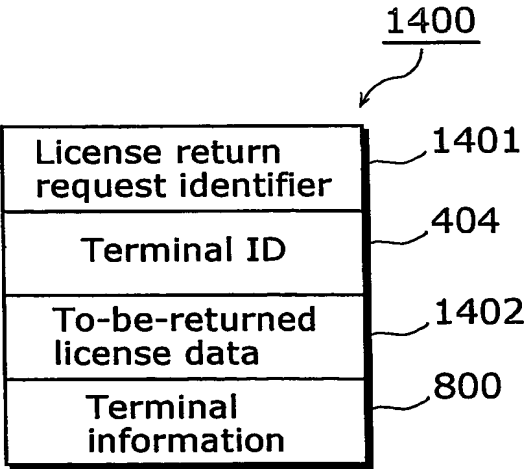 1400
License return
request identifier
1401
Terminal ID
404
To-be-returned
license data
1402
Terminal
information
800